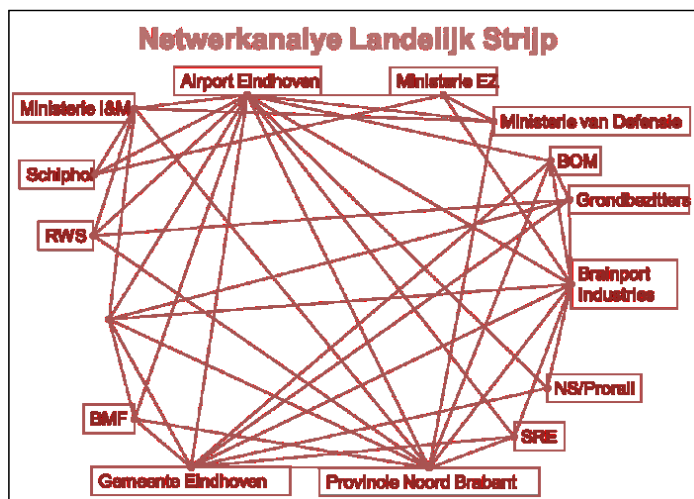 Netwerkanalye Landelijk Strijp
Airport Eindhoven
Ministerie EZ
Ministerie I&M
Ministerie van Defensie
Schiphol
BOM
Grondbezitters
RWS
Brainport
Industries
NS/Prorail
BMF
SRE
Gemeente Eindhoven
Provincie Noord Brabant